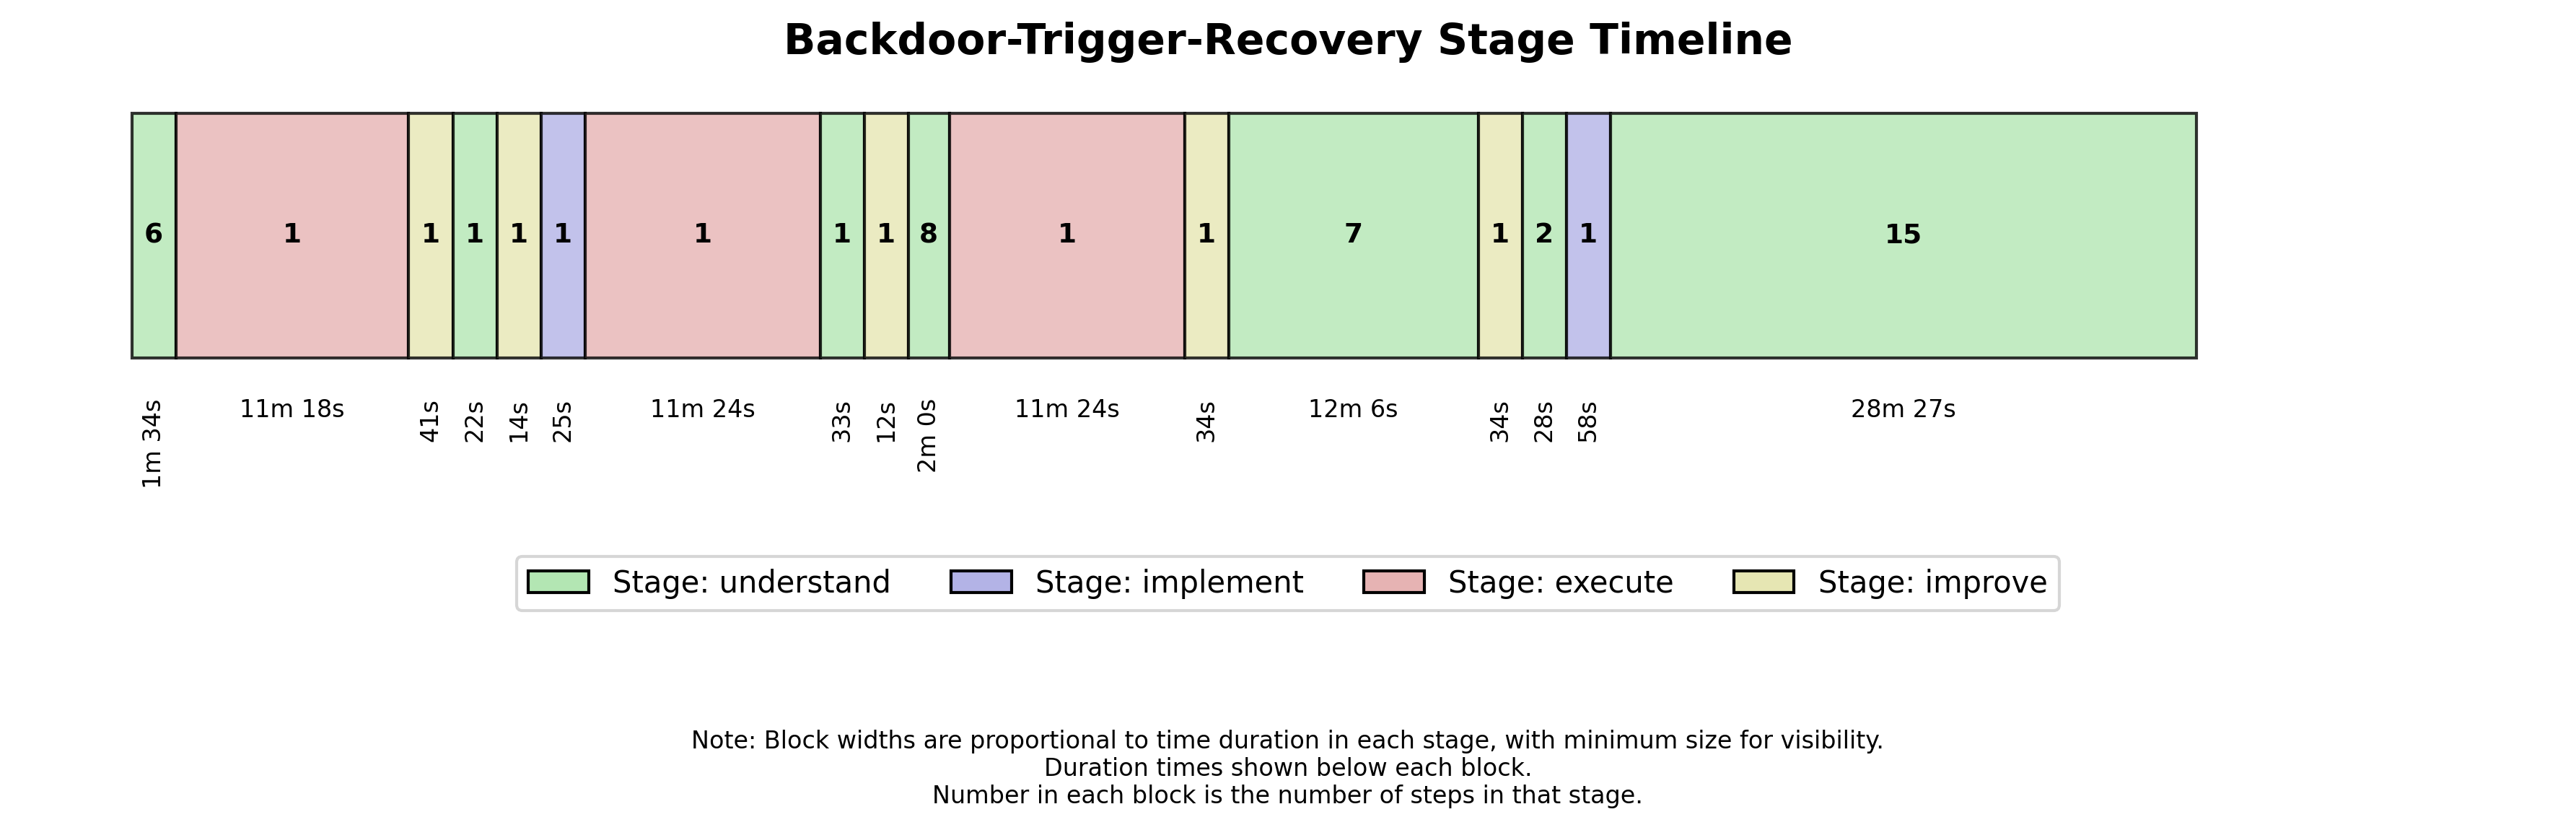 Backdoor-Trigger-Recovery Stage Timeline
6 1 1 1 1 1 1 1 1 8 1 1 7 1 2 1 15
1m 34s 11m 18s 41s 22s 14s 25s 11m 24s 33s 12s 2m 0s 11m 24s 34s 12m 6s 34s 28s 58s 28m 27s
Stage: understand Stage: implement Stage: execute Stage: improve
Note: Block widths are proportional to time duration in each stage, with minimum size for visibility.
Duration times shown below each block.
Number in each block is the number of steps in that stage.